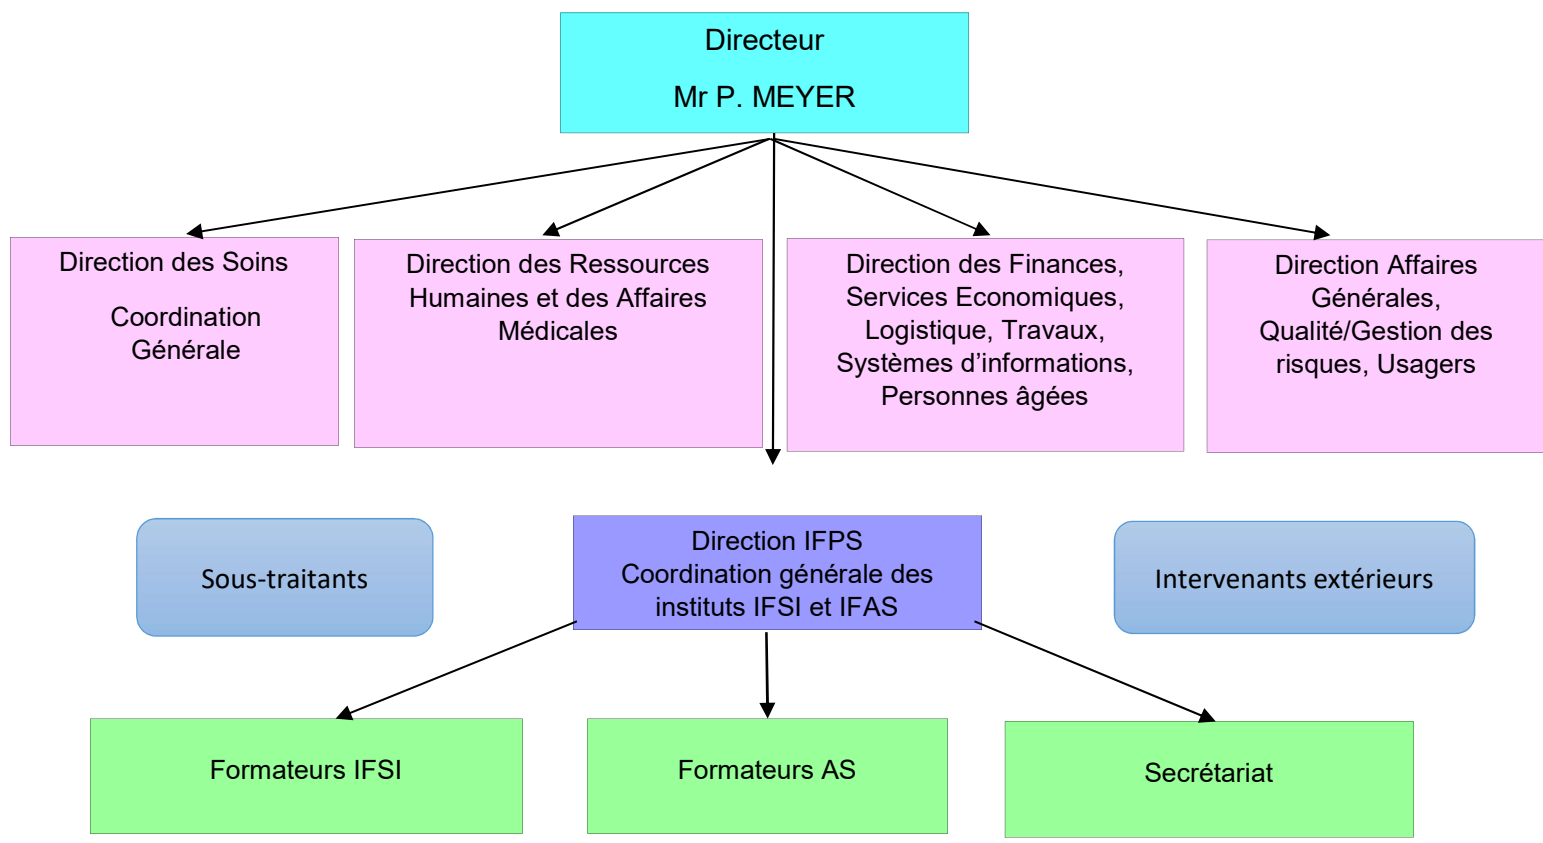 Directeur
Mr P. MEYER
Direction des Soins
Coordination
Générale
Direction des Ressources
Humaines et des Affaires
Médicales
Direction des Finances,
Services Economiques,
Logistique, Travaux,
Systèmes d’informations,
Personnes âgées
Direction Affaires
Générales,
Qualité/Gestion des
risques, Usagers
Sous-traitants
Direction IFPS
Coordination générale des
instituts IFSI et IFAS
Intervenants extérieurs
Formateurs IFSI
Formateurs AS
Secrétariat